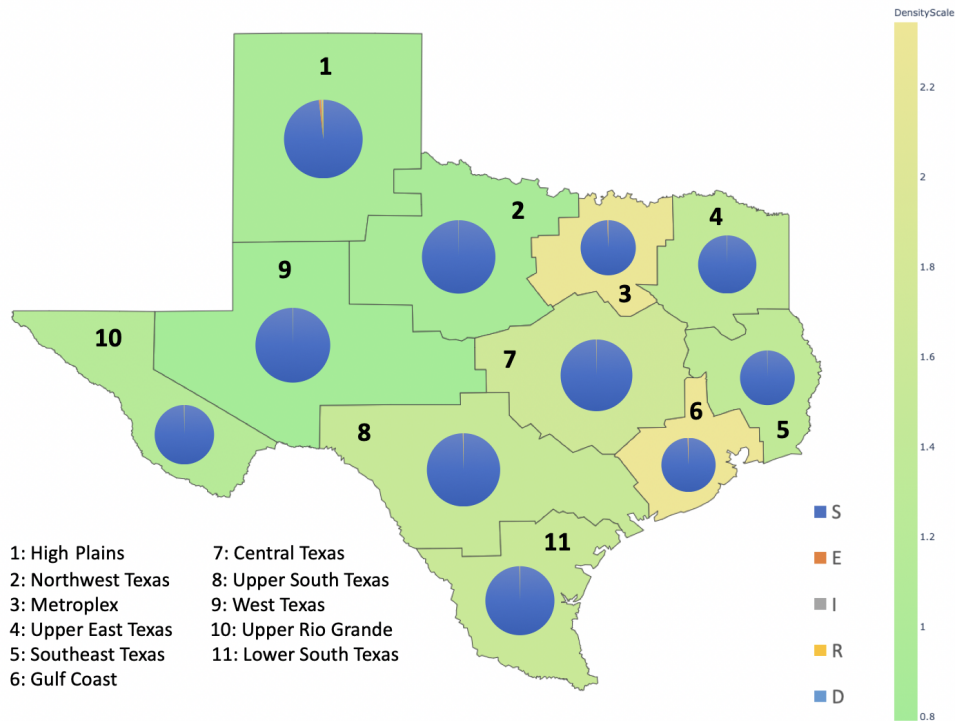 DensityScale
2.2
2
1.8
1.6
1.4
1.2
1
0.8
1
2
3
4
9
10
7
6
5
8
11
S
E
I
R
D
1: High Plains
2: Northwest Texas
3: Metroplex
4: Upper East Texas
5: Southeast Texas
6: Gulf Coast
7: Central Texas
8: Upper South Texas
9: West Texas
10: Upper Rio Grande
11: Lower South Texas